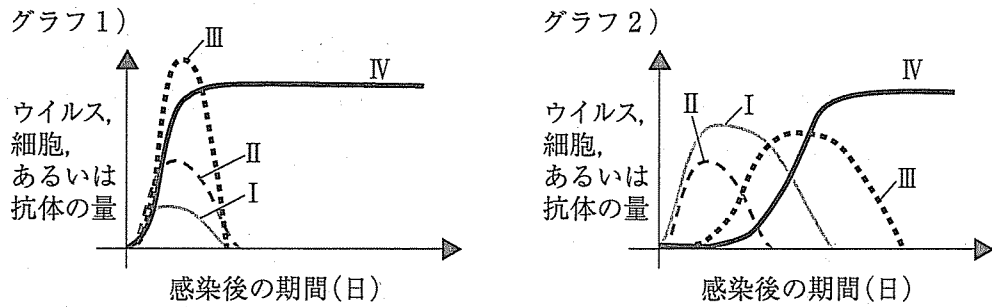 グラフ1)
Ⅲ
Ⅳ
ウイルス,
細胞,
あるいは
抗体の量
Ⅱ
Ⅰ
感染後の期間(日)
グラフ2)
Ⅳ
Ⅰ
Ⅱ
ウイルス,
細胞,
あるいは
抗体の量
Ⅲ
感染後の期間(日)